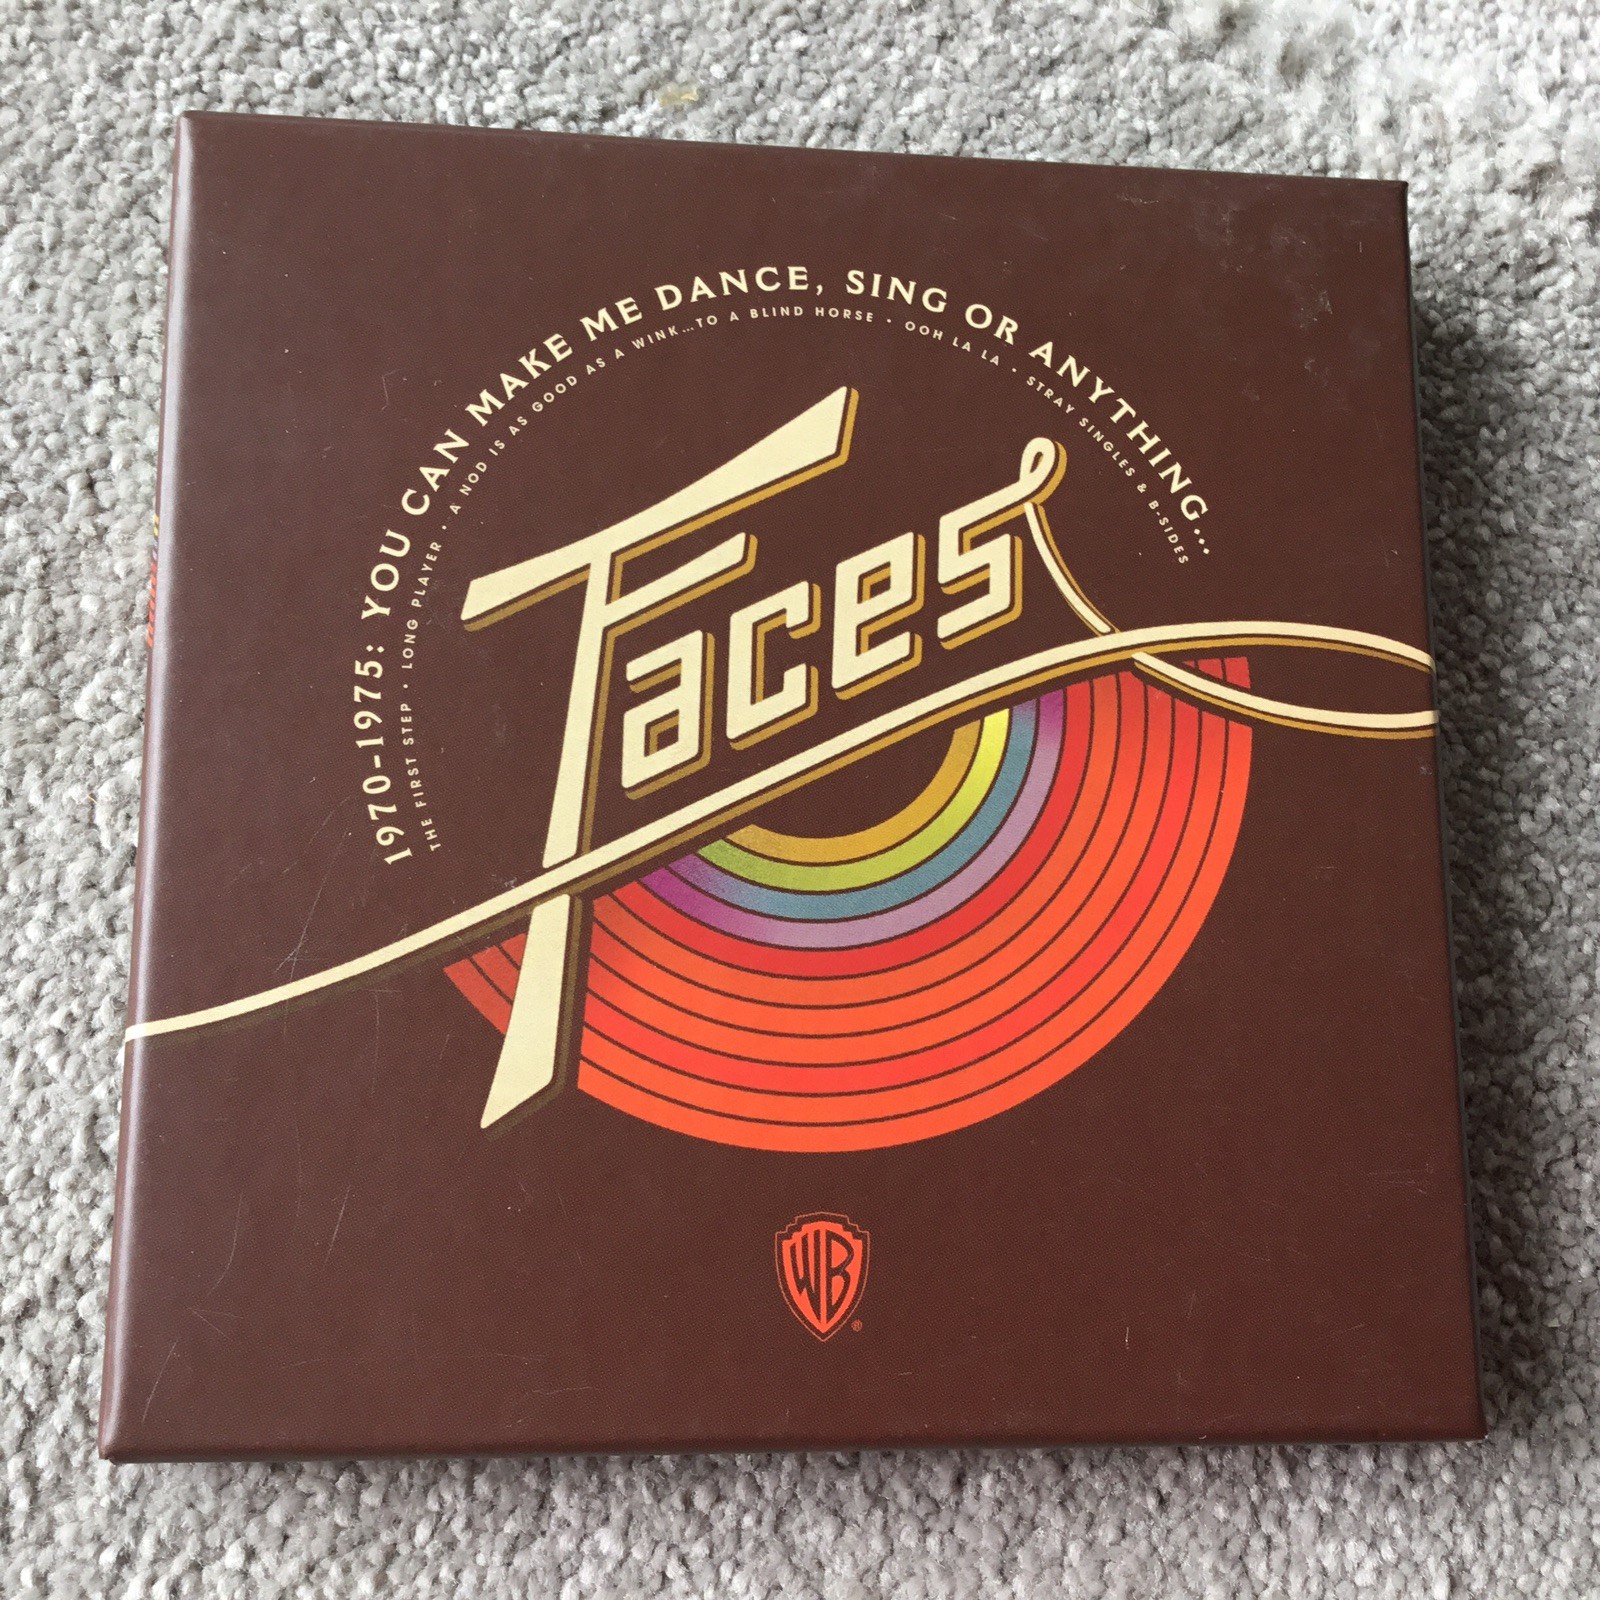 1970-1975: YOU CAN MAKE ME DANCE, SING OR ANYTHING...
THE FIRST STEP • LONG PLAYER • A NOD IS AS GOOD AS A WINK...TO A BLIND HORSE • OOH LA LA • STRAY SINGLES & B-SIDES
Faces
WB
®